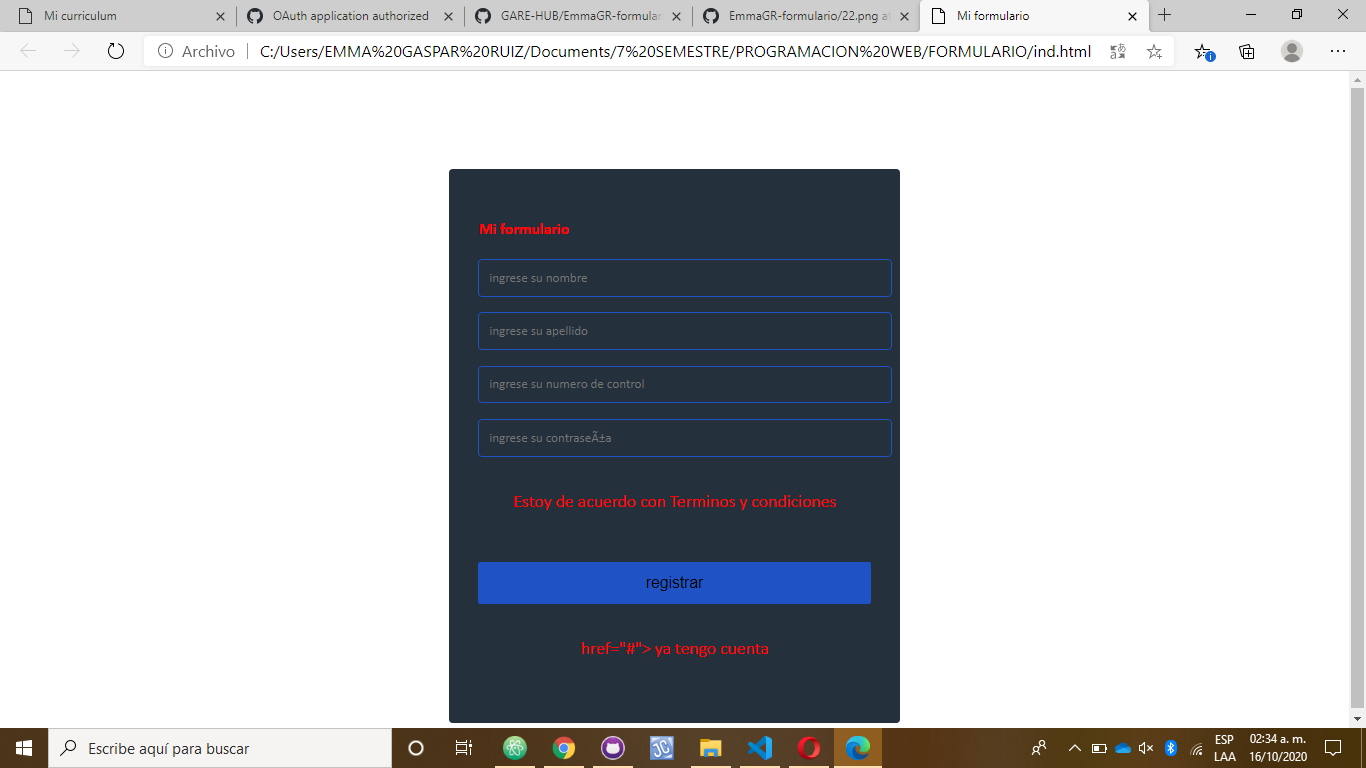 Mi curriculum
OAuth application authorized
GARE-HUB/EmmaGR-formular
EmmaGR-formulario/22.png at
Mi formulario
Archivo
C:/Users/EMMA%20GASPAR%20RUIZ/Documents/7%20SEMESTRE/PROGRAMACION%20WEB/FORMULARIO/ind.html
Mi formulario
ingrese su nombre
ingrese su apellido
ingrese su numero de control
ingrese su contraseÃ±a
Estoy de acuerdo con Terminos y condiciones
registrar
href="#"> ya tengo cuenta
Escribe aquí para buscar
JC
ESP
LAA
02:34 a. m.
16/10/2020